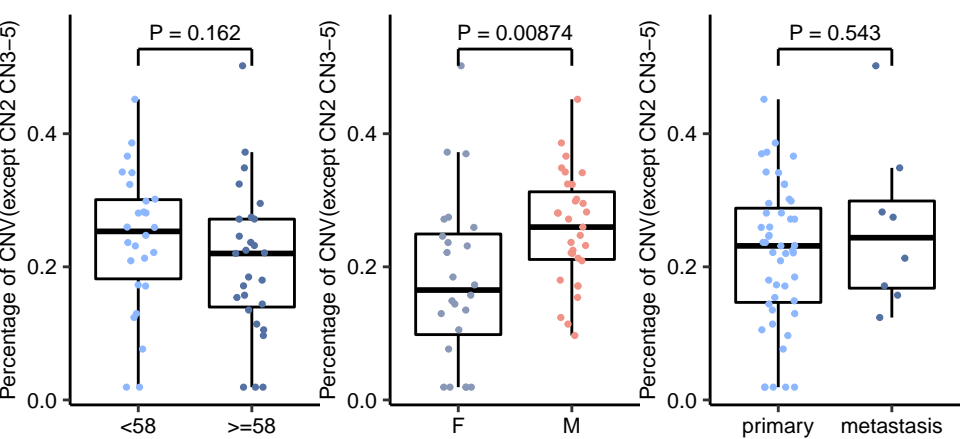 Percentage of CNV(except CN2 CN3−5)
P = 0.162
0.4
0.2
0.0
<58
>=58
Percentage of CNV(except CN2 CN3−5)
P = 0.00874
0.4
0.2
0.0
F
M
Percentage of CNV(except CN2 CN3−5)
P = 0.543
0.4
0.2
0.0
primary
metastasis